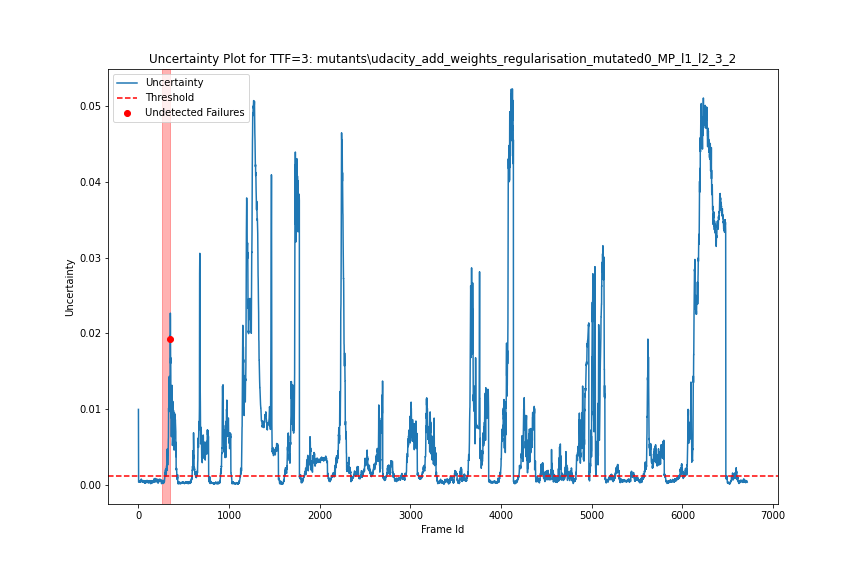 Uncertainty Plot for TTF=3: mutants\udacity_add_weights_regularisation_mutated0_MP_l1_l2_3_2
Uncertainty
Threshold
Undetected Failures
0.05
0.04
0.03
0.02
0.01
0.00
Uncertainty
0 1000 2000 3000 4000 5000 6000 7000
Frame Id